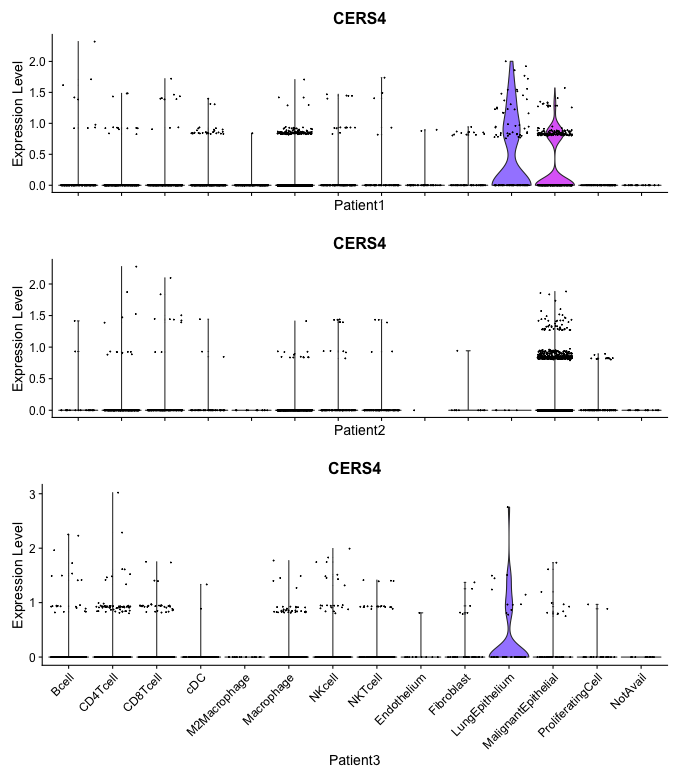 CERS4
Expression Level
2.0
1.5
1.0
0.5
0.0
Patient1
CERS4
Expression Level
2.0
1.5
1.0
0.5
0.0
Patient2
CERS4
Expression Level
3
2
1
0
Bcell
CD4Tcell
CD8Tcell
cDC
M2Macrophage
Macrophage
NKcell
NKTcell
Endothelium
Fibroblast
LungEpithelium
MalignantEpithelial
ProliferatingCell
NotAvail
Patient3